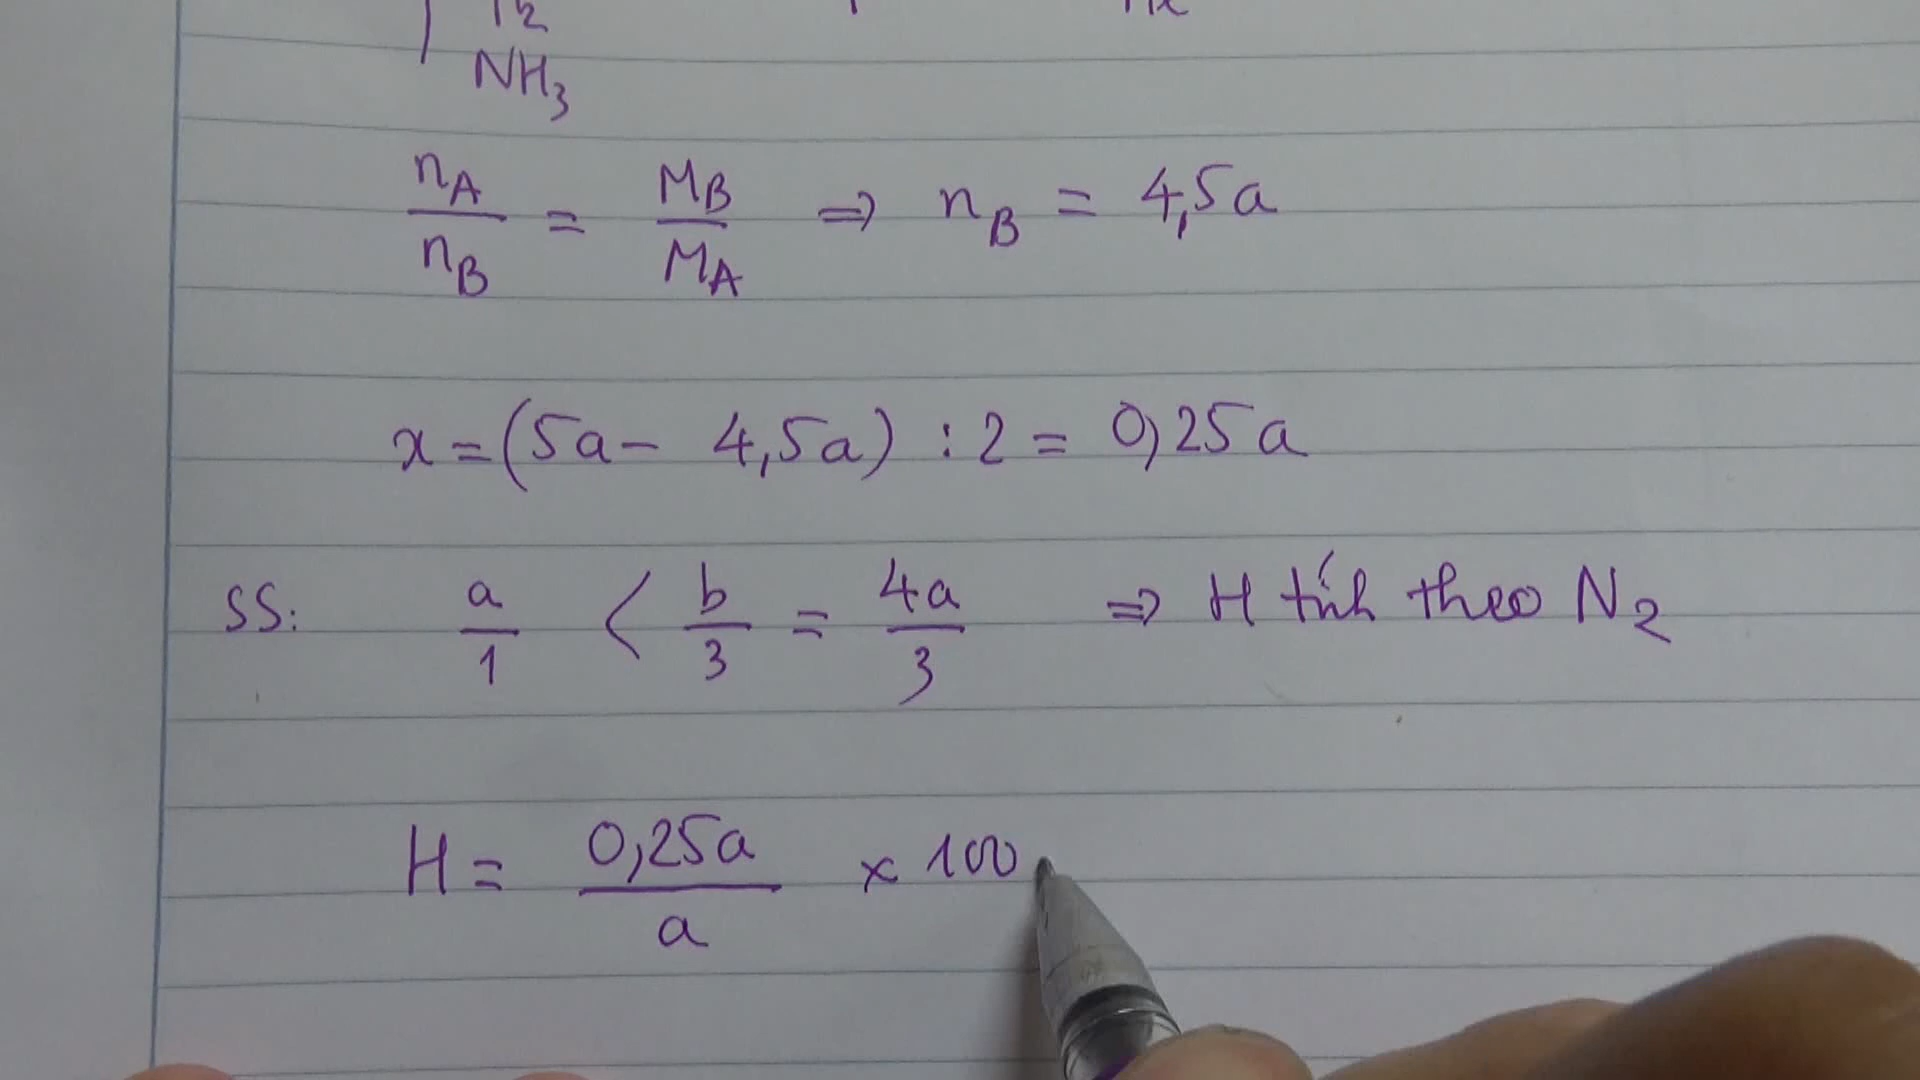 NH3
nA/nB = MB/MA ⇒ nB = 4,5a
x = (5a - 4,5a) : 2 = 0,25a
SS: a/1 < b/3 = 4a/3 ⇒ H tính theo N2
H = 0,25a/a x 100